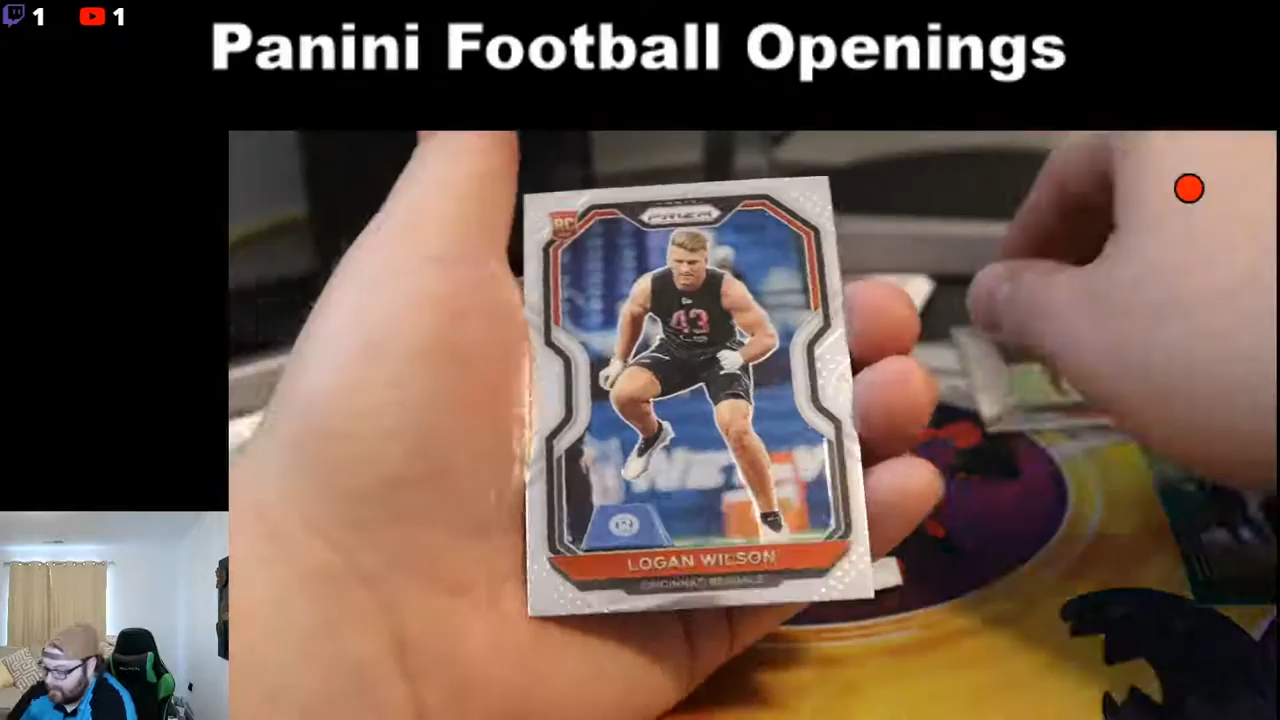 1 1
Panini Football Openings
RC
PRIZM
43
LOGAN WILSON
CINCINNATI BENGALS